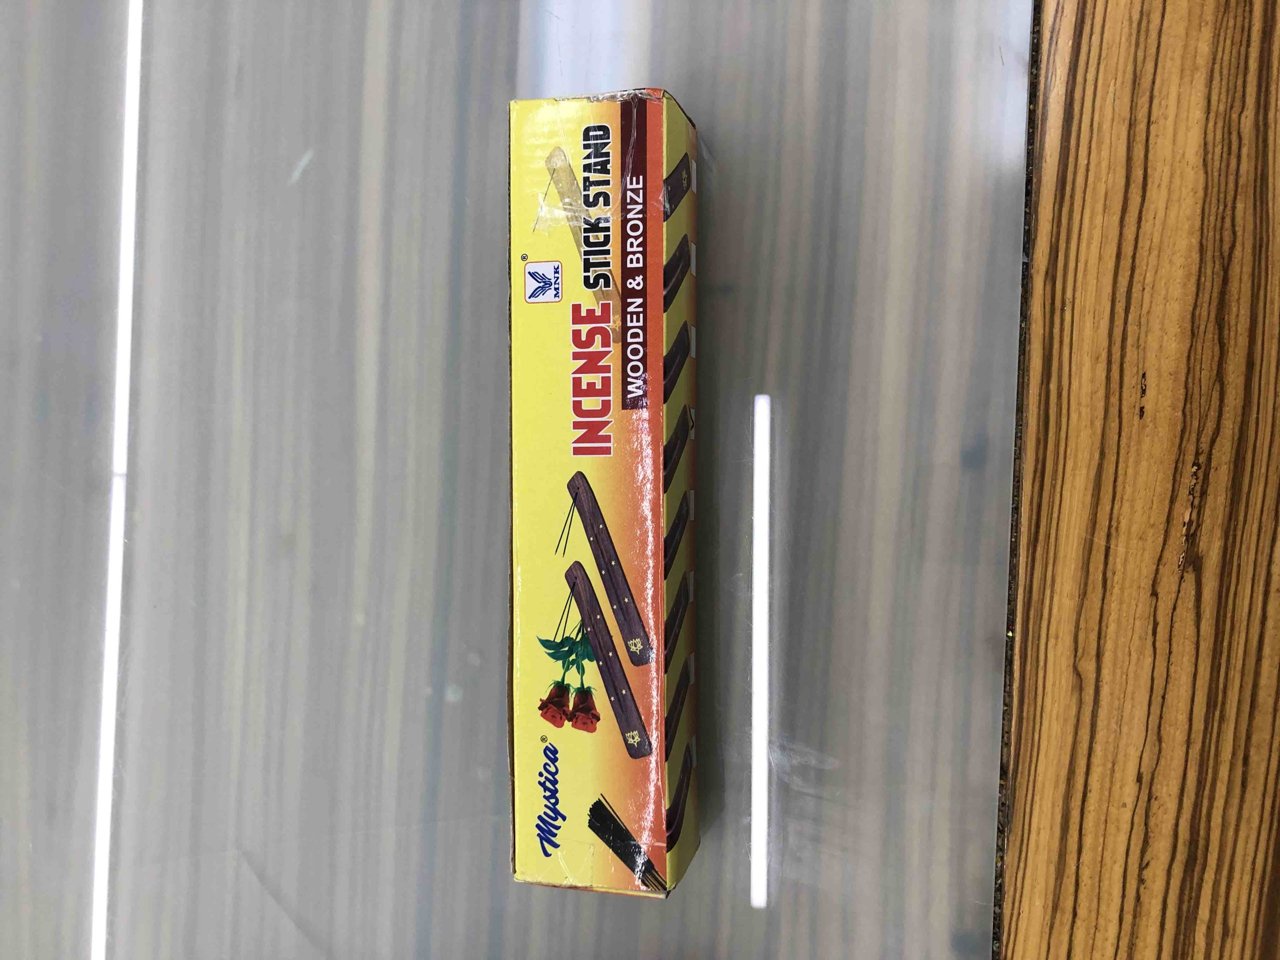 Mystica®
MNK®
INCENSE STICK STAND
WOODEN & BRONZE